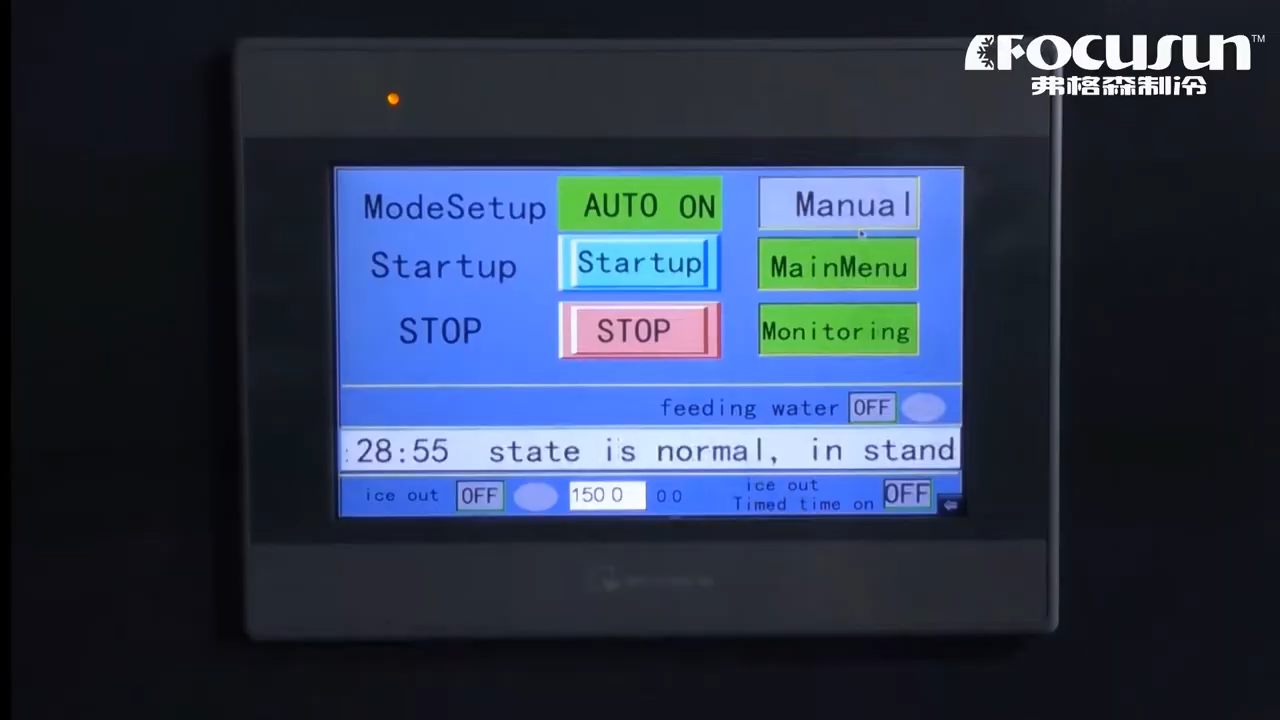 FOCUSUN™
弗格森制冷
ModeSetup AUTO ON Manual
Startup Startup MainMenu
STOP STOP Monitoring
feeding water OFF
:28:55 state is normal, in stand
ice out OFF 150 0 0 0 ice out Timed time on OFF